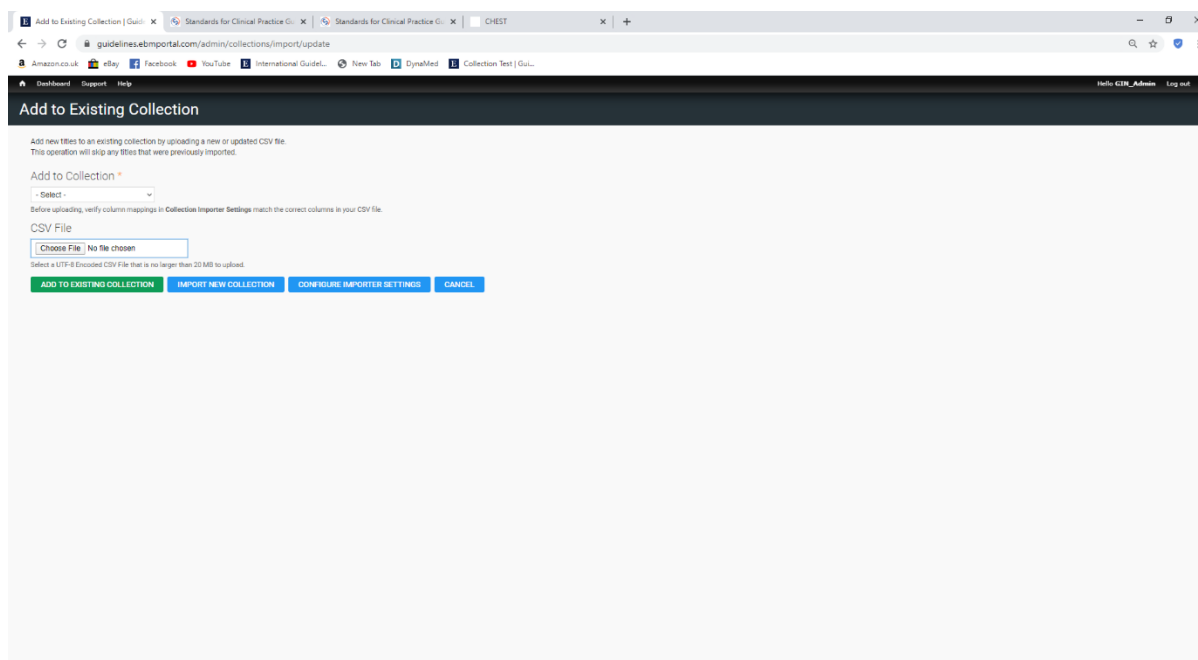 Add to Existing Collection | Guide
Standards for Clinical Practice Gu
Standards for Clinical Practice Gu
CHEST
guidelines.ebmportal.com/admin/collections/import/update
Amazon.co.uk eBay Facebook YouTube International Guidel... New Tab DynaMed Collection Test | Gui...
Dashboard Support Help Hello GIN_Admin Log out
Add to Existing Collection
Add new titles to an existing collection by uploading a new or updated CSV file.
This operation will skip any titles that were previously imported.
Add to Collection *
- Select -
Before uploading, verify column mappings in Collection Importer Settings match the correct columns in your CSV file.
CSV File
Choose File No file chosen
Select a UTF-8 Encoded CSV File that is no larger than 20 MB to upload.
ADD TO EXISTING COLLECTION IMPORT NEW COLLECTION CONFIGURE IMPORTER SETTINGS CANCEL